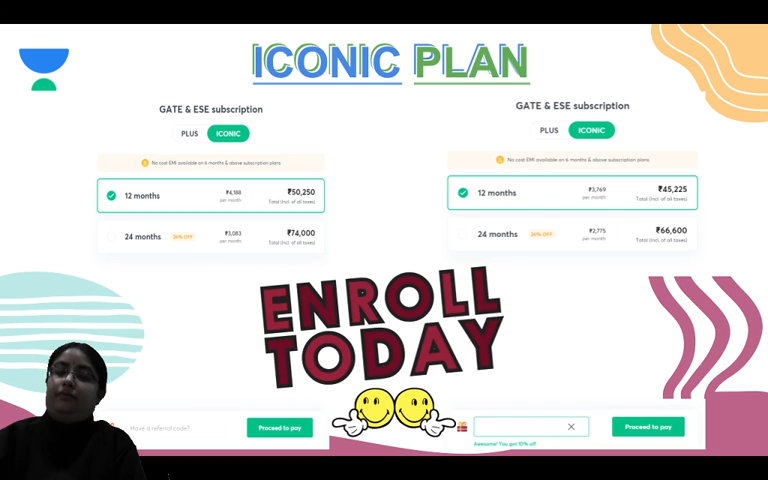 ICONIC PLAN
GATE & ESE subscription
PLUS ICONIC
No cost EMI available on 6 months & above subscription plans
12 months ₹4,188 per month ₹50,250 Total (Incl. of all taxes)
24 months 26% OFF ₹3,083 per month ₹74,000 Total (Incl. of all taxes)
Have a referral code? Proceed to pay
GATE & ESE subscription
PLUS ICONIC
No cost EMI available on 6 months & above subscription plans
12 months ₹3,769 per month ₹45,225 Total (Incl. of all taxes)
24 months ₹2,775 per month ₹66,600 Total (Incl. of all taxes)
Proceed to pay
Awesome! You got 10% off
ENROLL
TODAY